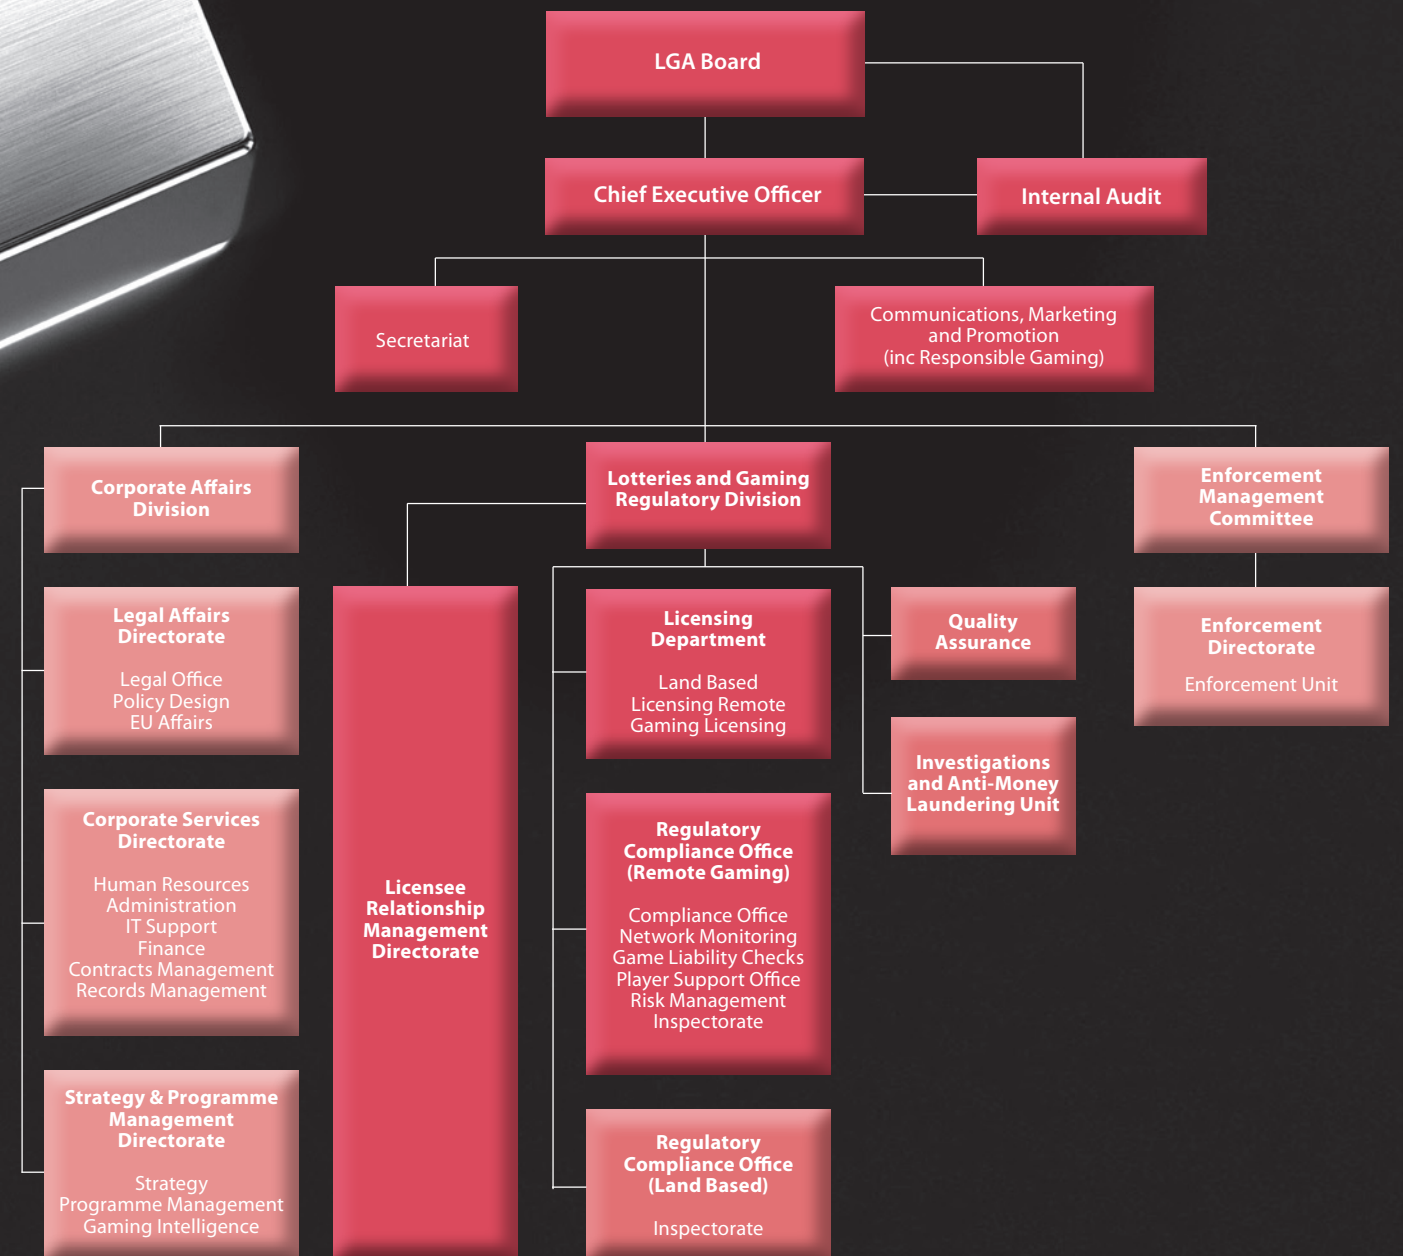 LGA Board
Chief Executive Officer
Internal Audit
Secretariat
Communications, Marketing
and Promotion
(inc Responsible Gaming)
Corporate Affairs
Division
Lotteries and Gaming
Regulatory Division
Enforcement
Management
Committee
Legal Affairs
Directorate
Legal Office
Policy Design
EU Affairs
Corporate Services
Directorate
Human Resources
Administration
IT Support
Finance
Contracts Management
Records Management
Strategy & Programme
Management
Directorate
Strategy
Programme Management
Gaming Intelligence
Licensee
Relationship
Management
Directorate
Licensing
Department
Land Based
Licensing Remote
Gaming Licensing
Regulatory
Compliance Office
(Remote Gaming)
Compliance Office
Network Monitoring
Game Liability Checks
Player Support Office
Risk Management
Inspectorate
Regulatory
Compliance Office
(Land Based)
Inspectorate
Quality
Assurance
Investigations
and Anti-Money
Laundering Unit
Enforcement
Directorate
Enforcement Unit